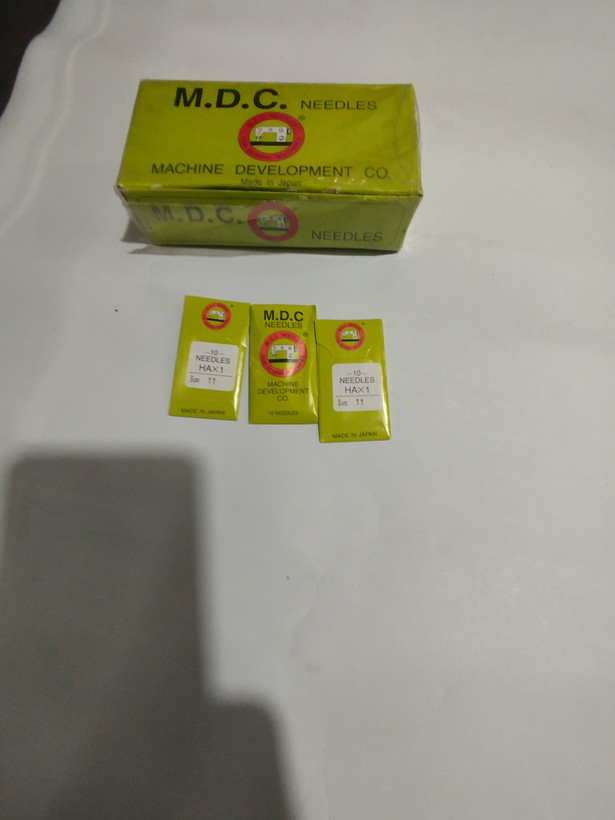 M.D.C. NEEDLES
MACHINE DEVELOPMENT CO.
Made in Japan
M.D.C.
NEEDLES
--10--
NEEDLES
HA×1
Size 11
MADE IN JAPAN
M.D.C
NEEDLES
MACHINE
DEVELOPMENT
CO.
10 NEEDLES
--10--
NEEDLES
HA×1
Size 11
MADE IN JAPAN